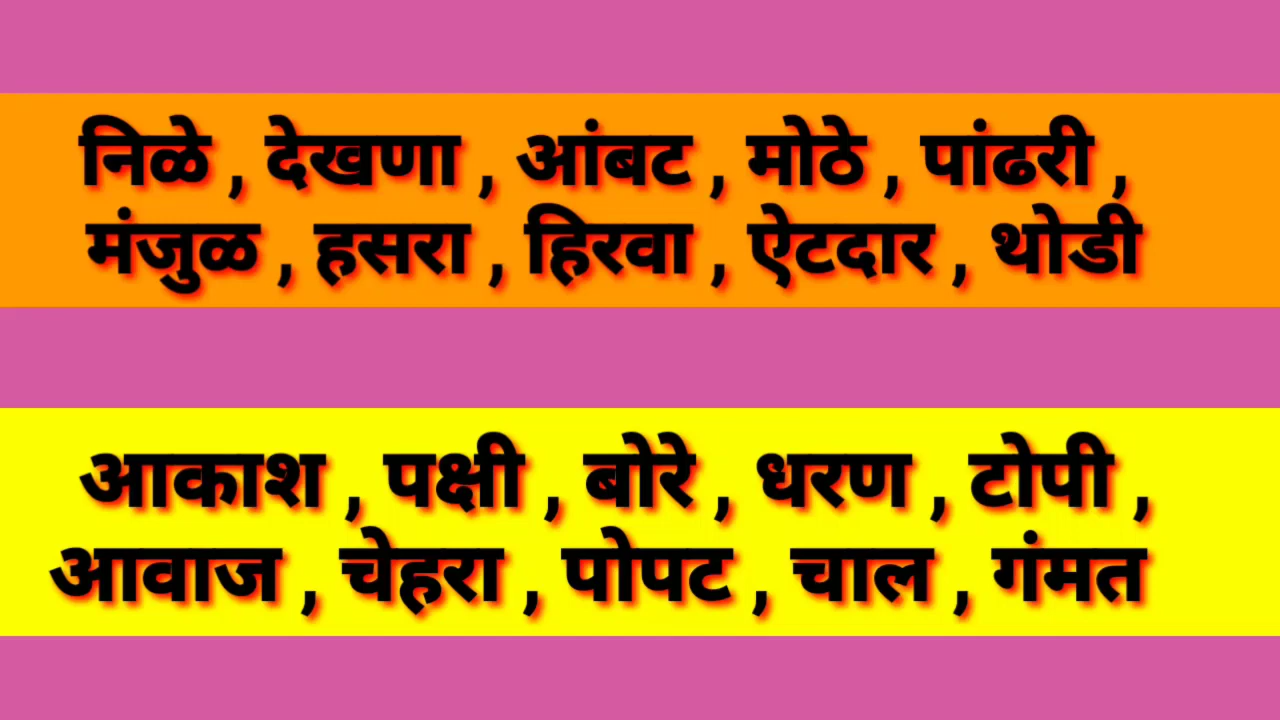 निळे , देखणा , आंबट , मोठे , पांढरी ,
मंजुळ , हसरा , हिरवा , ऐटदार , थोडी
आकाश , पक्षी , बोरे , धरण , टोपी ,
आवाज , चेहरा , पोपट , चाल , गंमत